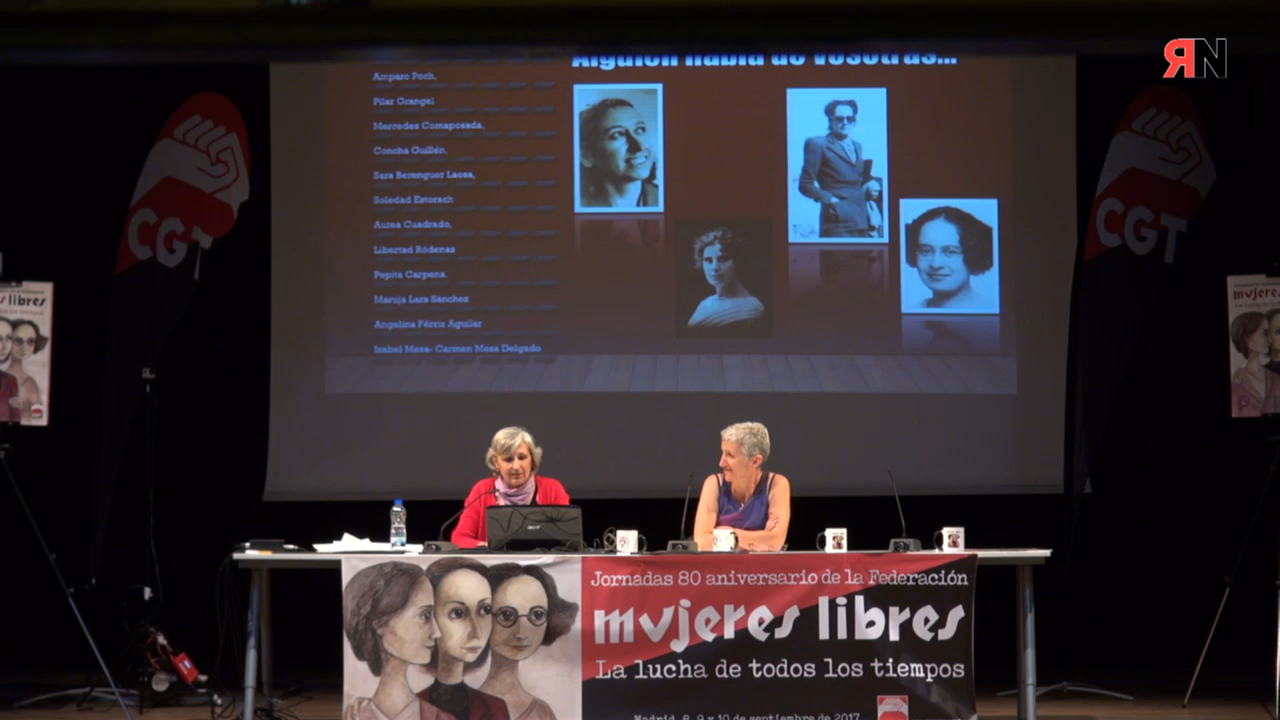 RN
Alguien habla de vosotras...
Amparo Poch,
Pilar Grangel
Mercedes Comaposada,
Concha Guillén,
Sara Berenguer Laosa,
Soledad Estorach
Aurea Cuadrado,
Libertad Ródenas
Pepita Carpena.
Maruja Lara Sánchez
Angelina Férriz Aguilar
Isabel Mesa- Carmen Mesa Delgado
CGT
CGT
s libres
mujeres
acer
Jornadas 80 aniversario de la Federación
mujeres libres
La lucha de todos los tiempos
Madrid, 8, 9 y 10 de septiembre de 2017